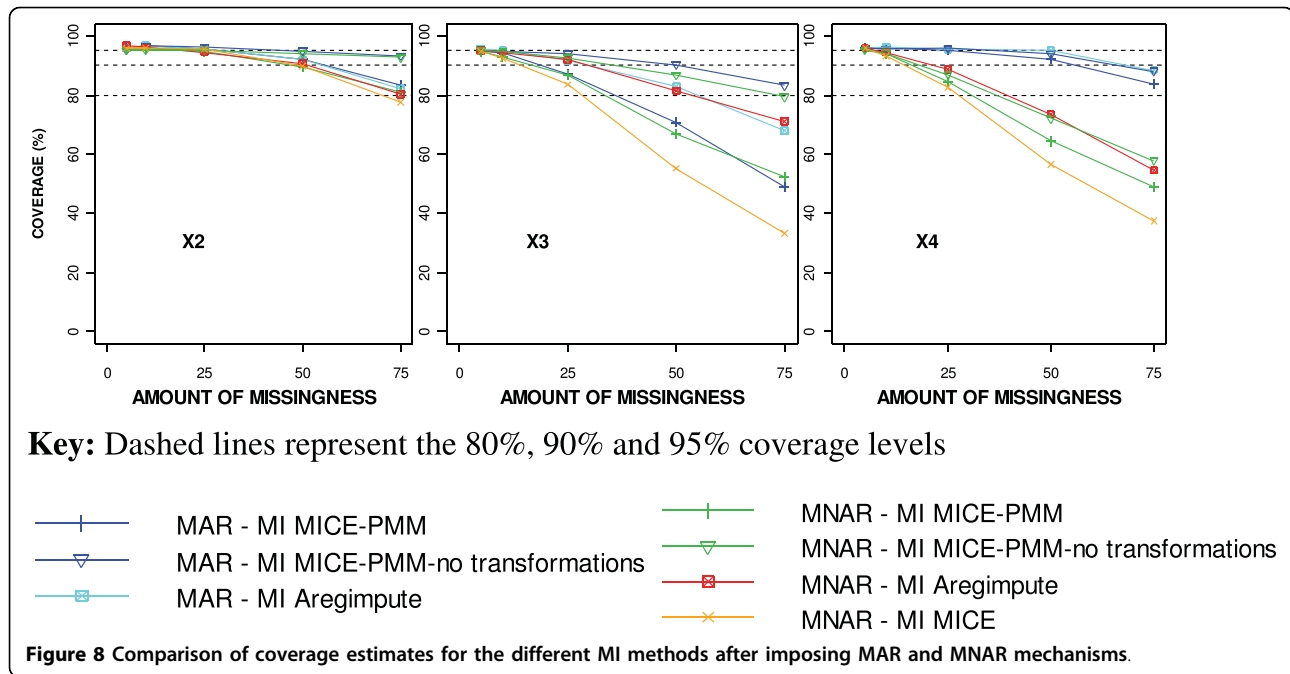 COVERAGE (%)
100
80
60
40
20
0
X2
0 25 50 75
AMOUNT OF MISSINGNESS
100
80
60
40
20
0
X3
0 25 50 75
AMOUNT OF MISSINGNESS
100
80
60
40
20
0
X4
0 25 50 75
AMOUNT OF MISSINGNESS
Key: Dashed lines represent the 80%, 90% and 95% coverage levels
MAR - MI MICE-PMM
MAR - MI MICE-PMM-no transformations
MAR - MI Aregimpute
MNAR - MI MICE-PMM
MNAR - MI MICE-PMM-no transformations
MNAR - MI Aregimpute
MNAR - MI MICE
Figure 8 Comparison of coverage estimates for the different MI methods after imposing MAR and MNAR mechanisms.